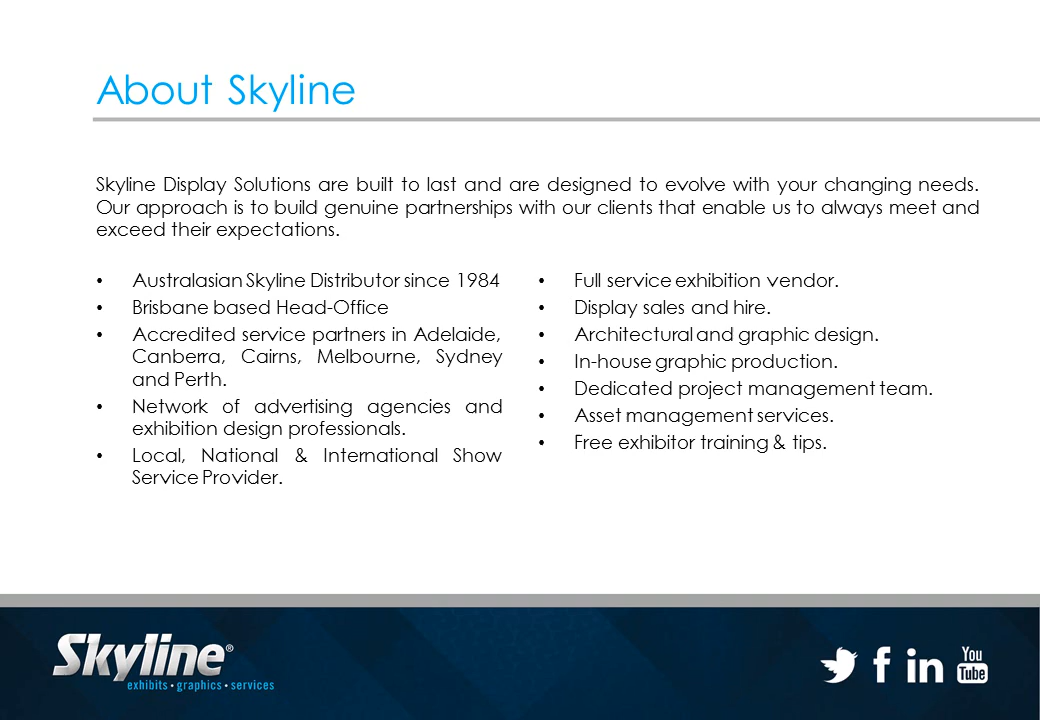 About Skyline
Skyline Display Solutions are built to last and are designed to evolve with your changing needs.
Our approach is to build genuine partnerships with our clients that enable us to always meet and
exceed their expectations.
• Australasian Skyline Distributor since 1984
• Brisbane based Head-Office
• Accredited service partners in Adelaide,
Canberra, Cairns, Melbourne, Sydney
and Perth.
• Network of advertising agencies and
exhibition design professionals.
• Local, National & International Show
Service Provider.
• Full service exhibition vendor.
• Display sales and hire.
• Architectural and graphic design.
• In-house graphic production.
• Dedicated project management team.
• Asset management services.
• Free exhibitor training & tips.
Skyline®
exhibits • graphics • services
f
in
You
Tube